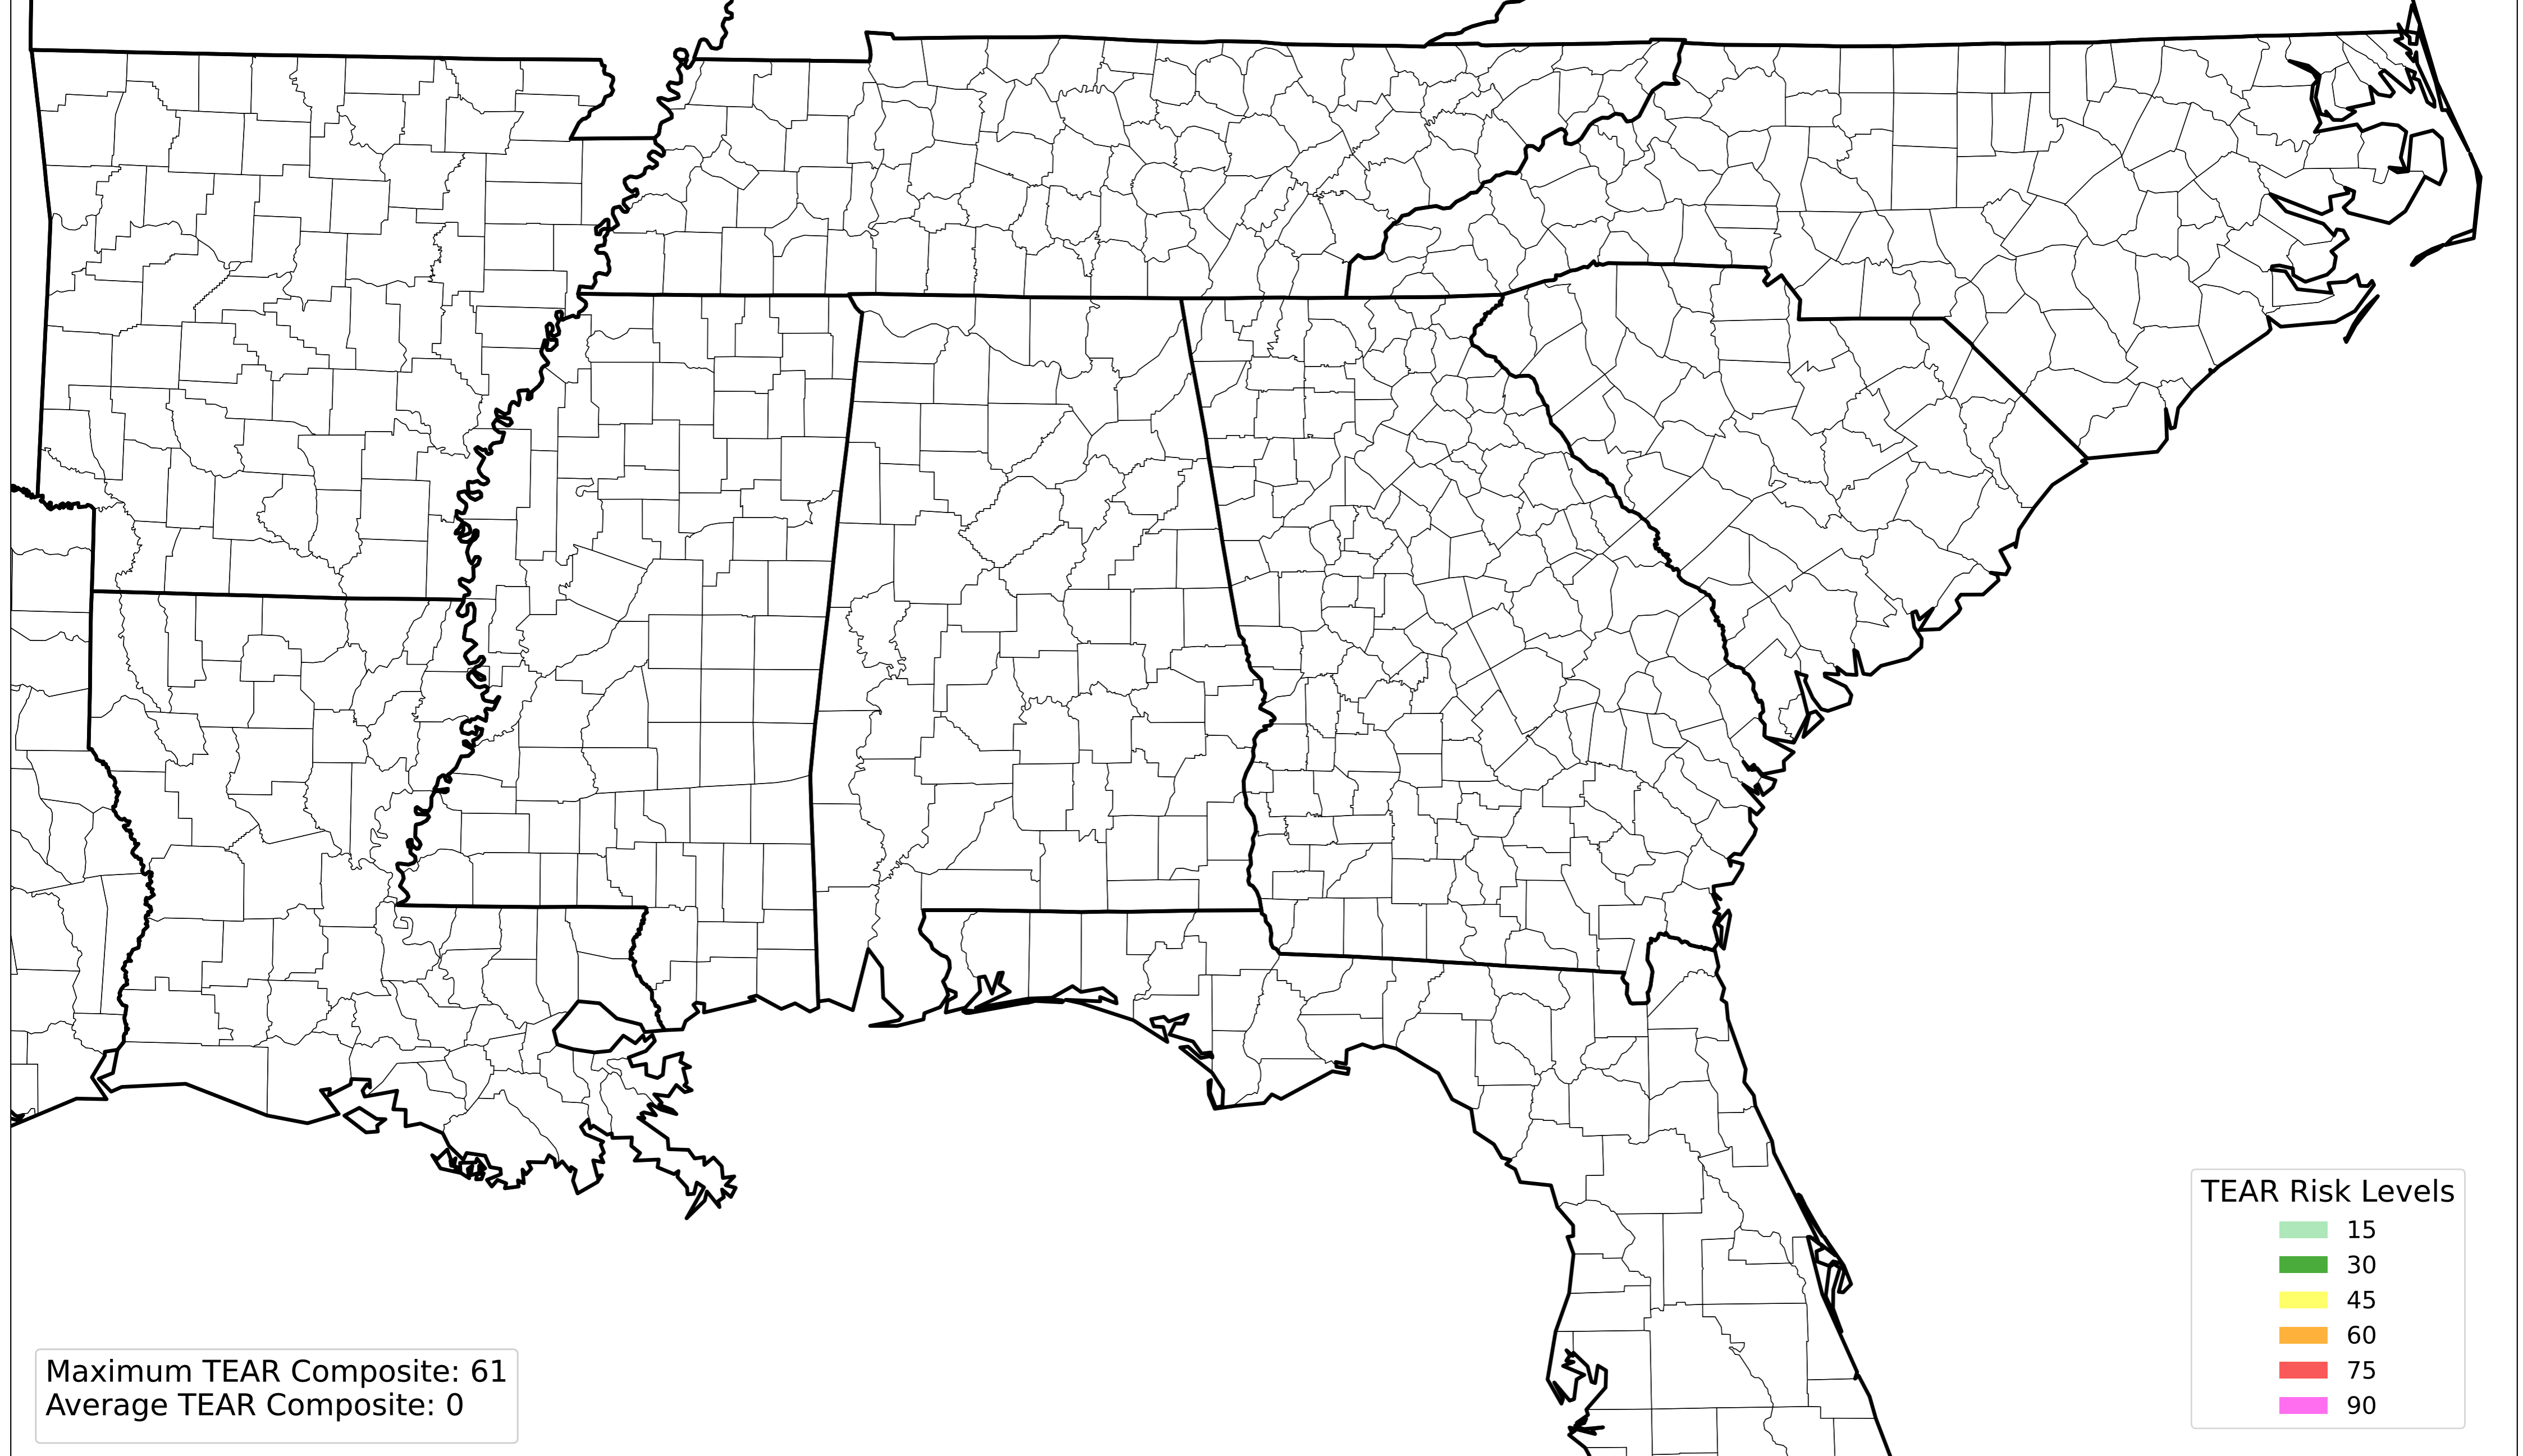 TEAR Risk Levels
15
30
45
60
75
90
Maximum TEAR Composite: 61
Average TEAR Composite: 0